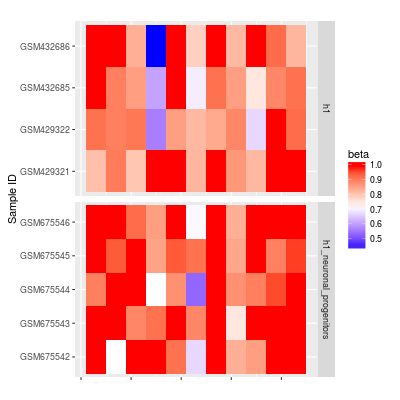 GSM432686
GSM432685
GSM429322
GSM429321
h1
GSM675546
GSM675545
GSM675544
GSM675543
GSM675542
h1_neuronal_progenitors
Sample ID
beta
1.0
0.9
0.8
0.7
0.6
0.5